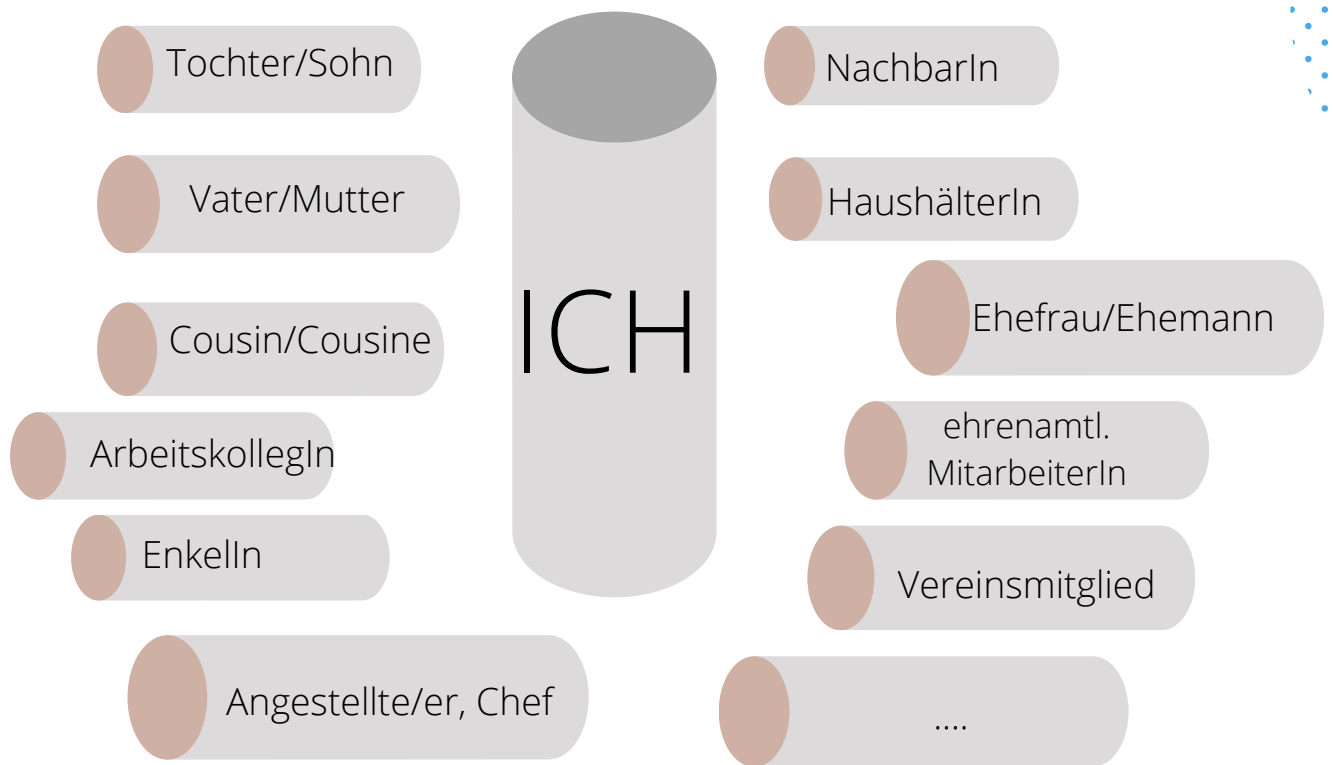 Tochter/Sohn
Vater/Mutter
Cousin/Cousine
ArbeitskollegIn
EnkelIn
Angestellte/er, Chef
ICH
NachbarIn
HaushälterIn
Ehefrau/Ehemann
ehrenamtl.
MitarbeiterIn
Vereinsmitglied
....